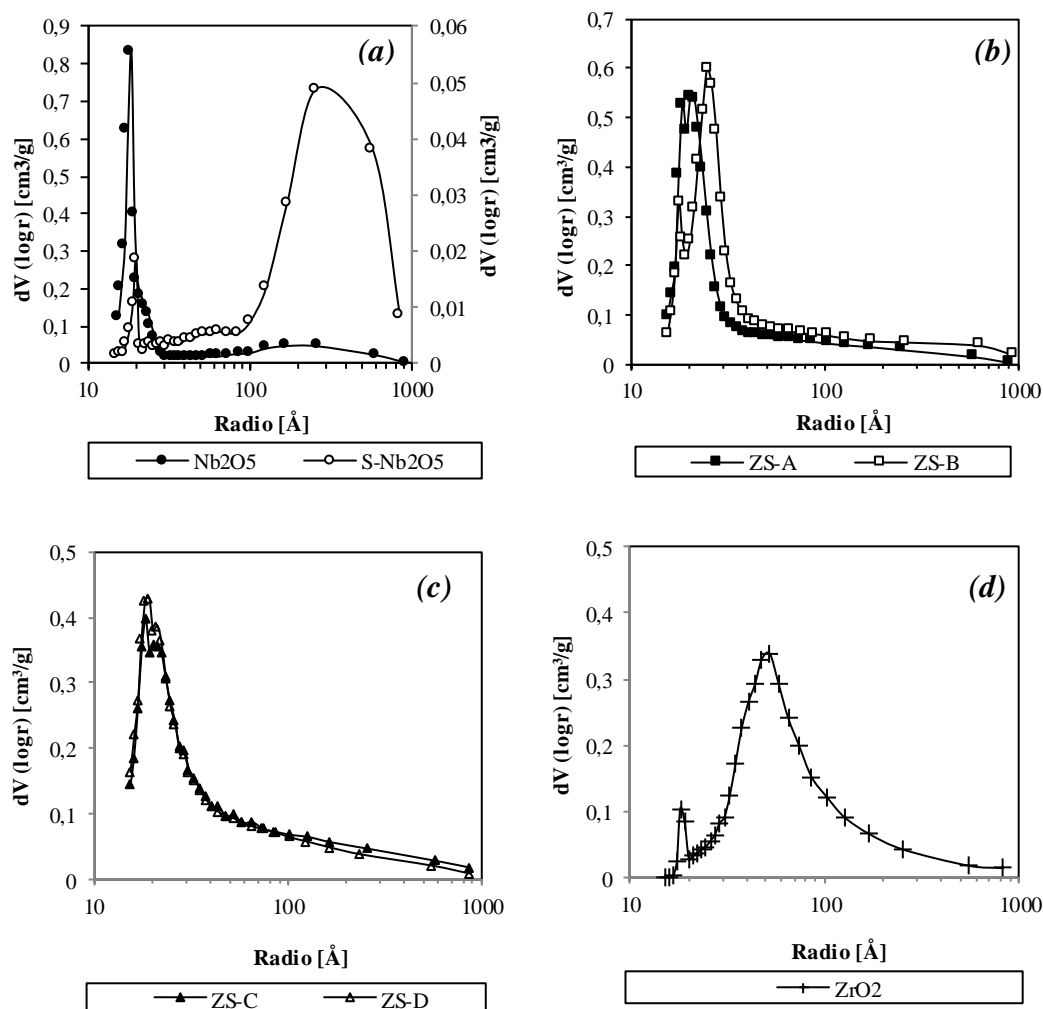 (a)
dV (logr) [cm3/g]
0,9
0,8
0,7
0,6
0,5
0,4
0,3
0,2
0,1
0
0.06
0.05
0.04
0.03
0.02
0.01
0
dV (logr) [cm³/g]
10 100 1000
Radio [Å]
Nb2O5 S-Nb2O5
(b)
dV (logr) [cm³/g]
0,7
0,6
0,5
0,4
0,3
0,2
0,1
0
10 100 1000
Radio [Å]
ZS-A ZS-B
(c)
dV (logr) [cm³/g]
0,5
0,4
0,3
0,2
0,1
0
10 100 1000
Radio [Å]
ZS-C ZS-D
(d)
dV (logr) [cm³/g]
0,5
0,4
0,3
0,2
0,1
0
10 100 1000
Radio [Å]
ZrO2